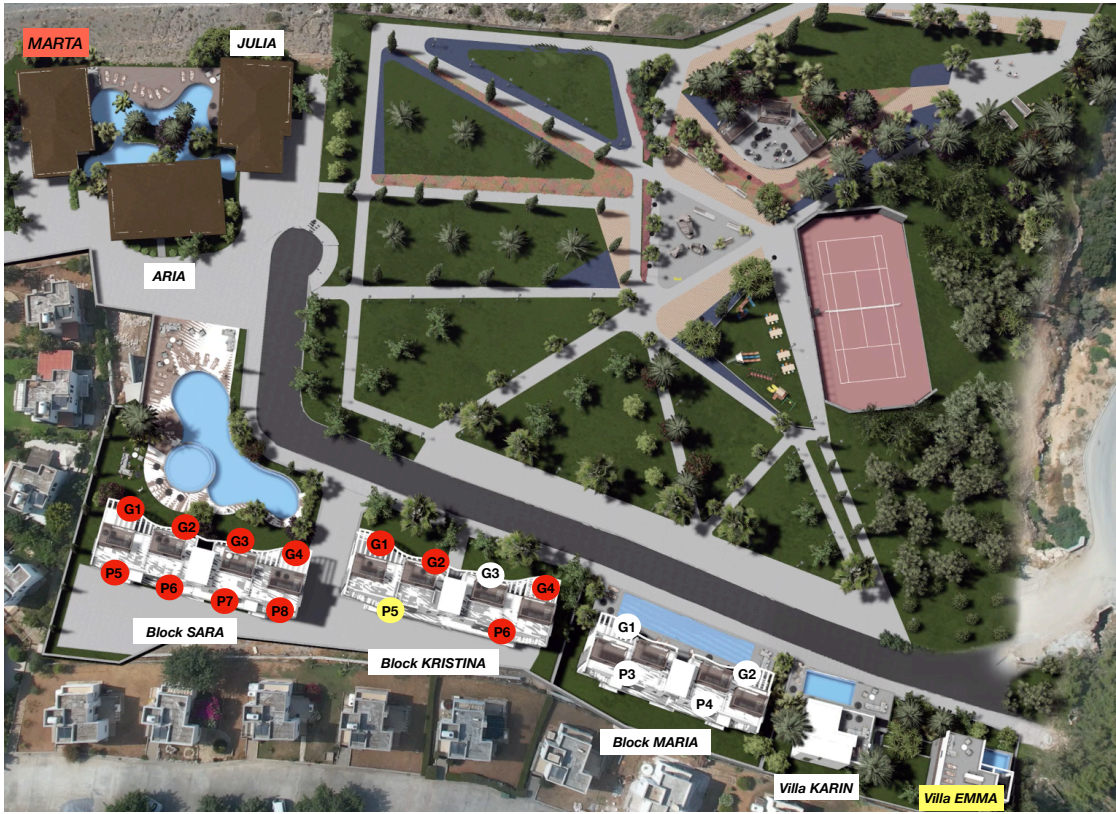 MARTA
JULIA
ARIA
G1
G2
G3
G4
P5
P6
P7
P8
Block SARA
G1
G2
G3
G4
P5
P6
Block KRISTINA
G1
P3
G2
P4
Block MARIA
Villa KARIN
Villa EMMA